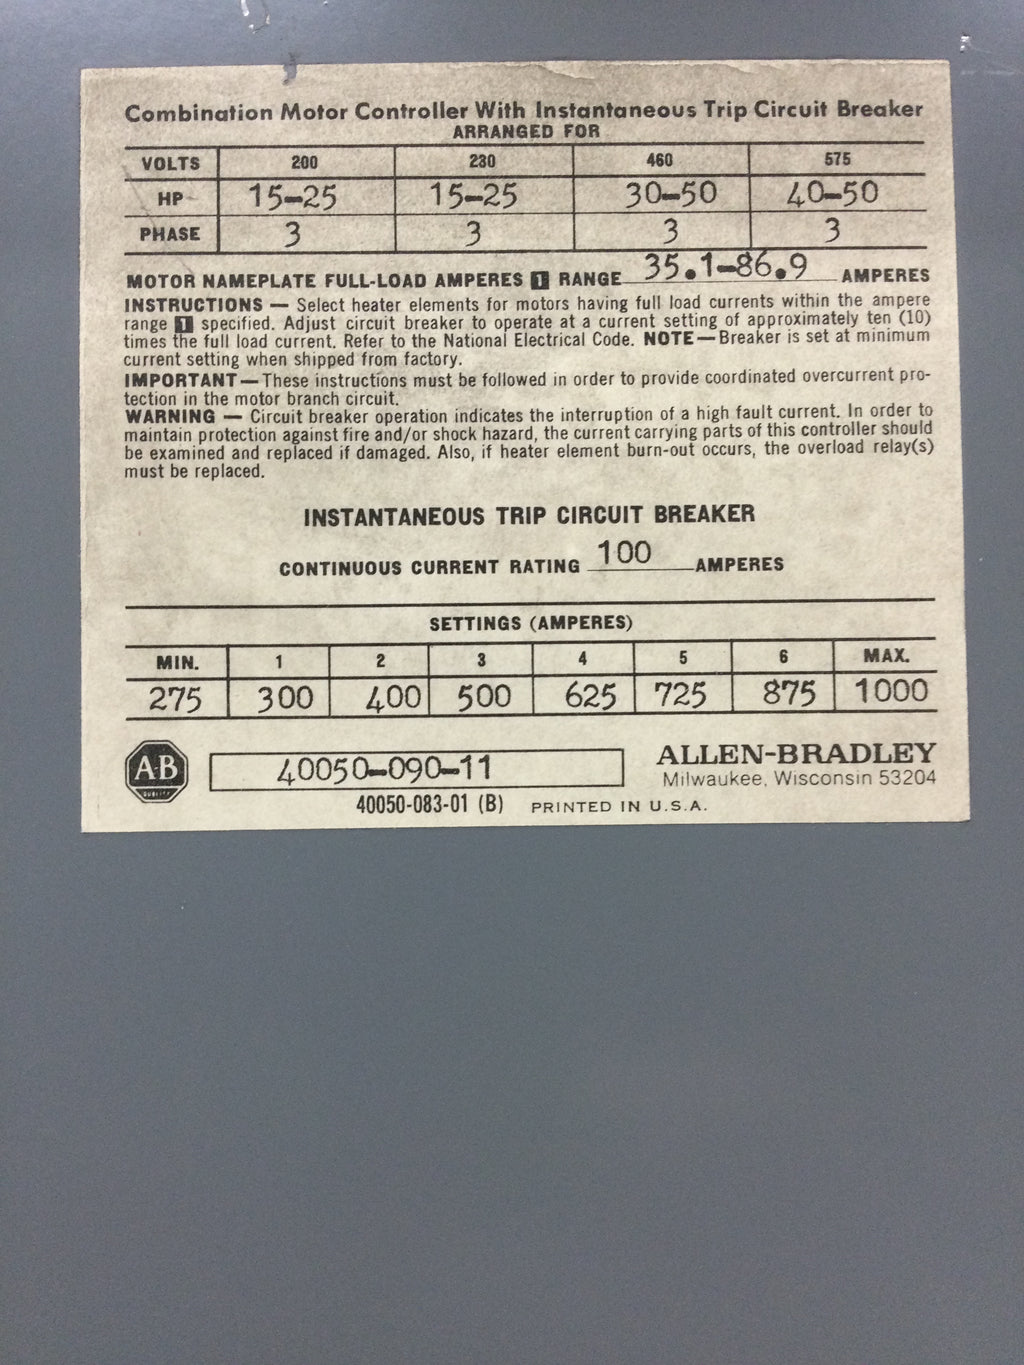 Combination Motor Controller With Instantaneous Trip Circuit Breaker
ARRANGED FOR
VOLTS 200 230 460 575
HP 15-25 15-25 30-50 40-50
PHASE 3 3 3 3
MOTOR NAMEPLATE FULL-LOAD AMPERES 1 RANGE 35.1-86.9 AMPERES
INSTRUCTIONS — Select heater elements for motors having full load currents within the ampere
range 1 specified. Adjust circuit breaker to operate at a current setting of approximately ten (10)
times the full load current. Refer to the National Electrical Code. NOTE—Breaker is set at minimum
current setting when shipped from factory.
IMPORTANT—These instructions must be followed in order to provide coordinated overcurrent pro-
tection in the motor branch circuit.
WARNING — Circuit breaker operation indicates the interruption of a high fault current. In order to
maintain protection against fire and/or shock hazard, the current carrying parts of this controller should
be examined and replaced if damaged. Also, if heater element burn-out occurs, the overload relay(s)
must be replaced.
INSTANTANEOUS TRIP CIRCUIT BREAKER
CONTINUOUS CURRENT RATING 100 AMPERES
SETTINGS (AMPERES)
MIN. 1 2 3 4 5 6 MAX.
275 300 400 500 625 725 875 1000
AB QUALITY 40050-090-11 ALLEN-BRADLEY
Milwaukee, Wisconsin 53204
40050-083-01 (B) PRINTED IN U.S.A.